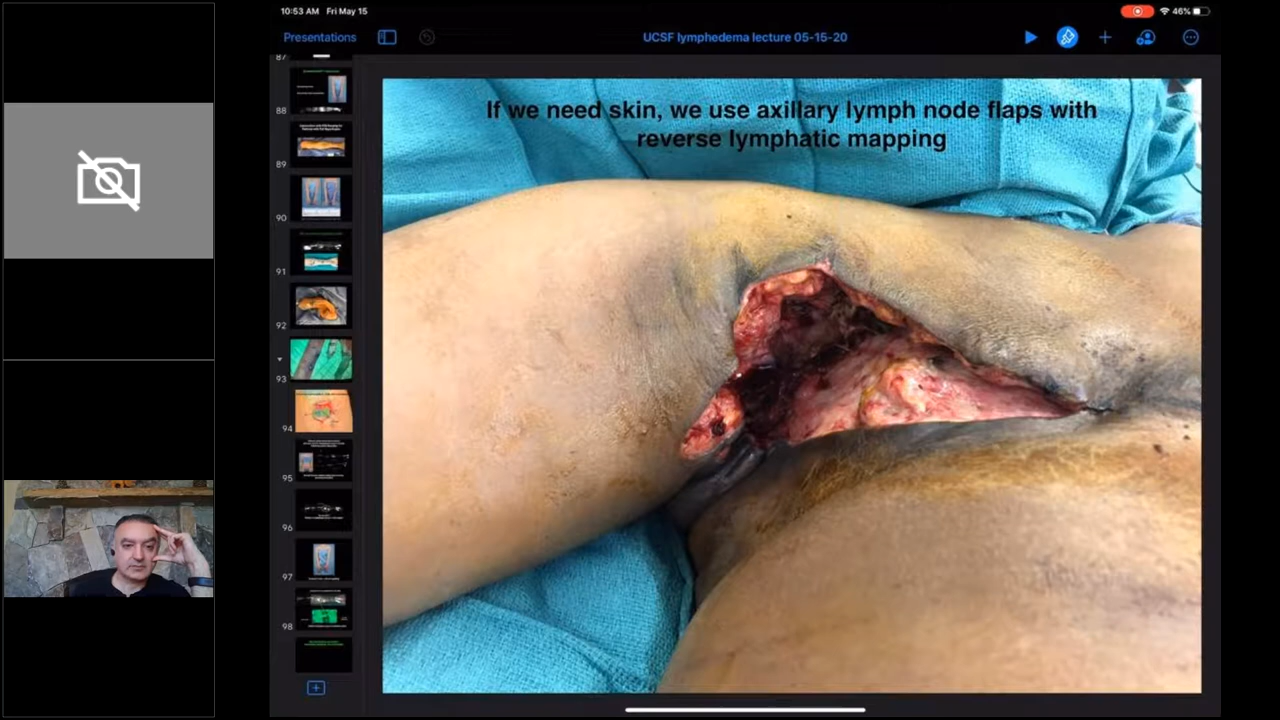 10:53 AM Fri May 15
46%
Presentations
UCSF lymphedema lecture 05-15-20
If we need skin, we use axillary lymph node flaps with
reverse lymphatic mapping
87
88
89
90
91
92
93
94
95
96
97
98